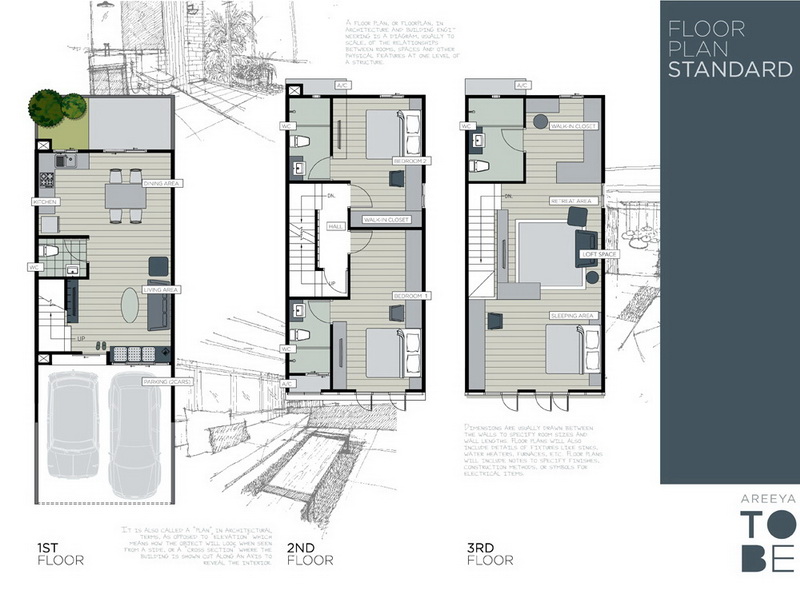 FLOOR
PLAN
STANDARD
A FLOOR PLAN, OR FLOORPLAN, IN
ARCHITECTURE AND BUILDING ENGI
NEERING IS A DIAGRAM, USUALLY TO
SCALE, OF THE RELATIONSHIPS
BETWEEN ROOMS, SPACES AND OTHER
PHYSICAL FEATURES AT ONE LEVEL OF
A STRUCTURE.
DINING AREA
KITCHEN
WC
LIVING AREA
UP
PARKING (2CARS)
A/C
WC
BEDROOM 2
DN.
WALK-IN CLOSET
HALL
UP
BEDROOM 3
WC
A/C
A/C
WC
WALK-IN CLOSET
DN.
RETREAT AREA
LOFT SPACE
SLEEPING AREA
DIMENSIONS ARE USUALLY DRAWN BETWEEN
THE WALLS TO SPECIFY ROOM SIZES AND
WALL LENGTHS. FLOOR PLANS WILL ALSO
INCLUDE DETAILS OF FIXTURES LIKE SINKS,
WATER HEATERS, FURNACES, ETC. FLOOR PLANS
WILL INCLUDE NOTES TO SPECIFY FINISHES,
CONSTRUCTION METHODS, OR SYMBOLS FOR
ELECTRICAL ITEMS.
IT IS ALSO CALLED A "PLAN", IN ARCHITECTURAL
TERMS, AS OPPOSED TO "ELEVATION" WHICH
MEANS HOW THE OBJECT WILL LOOK WHEN SEEN
FROM A SIDE, OR A "CROSS SECTION" WHERE THE
BUILDING IS SHOWN CUT ALONG AN AXIS TO
REVEAL THE INTERIOR.
1ST
FLOOR
2ND
FLOOR
3RD
FLOOR
AREEYA
TO
BE